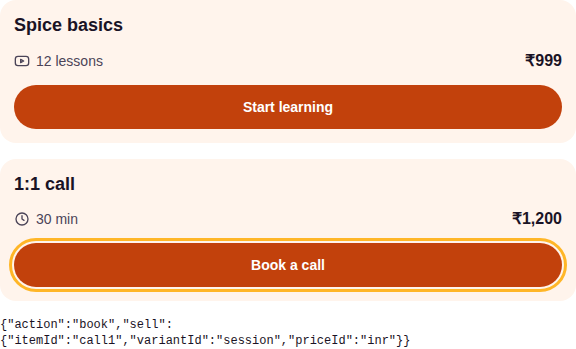 Spice basics
12 lessons ₹999
Start learning
1:1 call
30 min ₹1,200
Book a call
{"action":"book","sell":
{"itemId":"call1","variantId":"session","priceId":"inr"}}